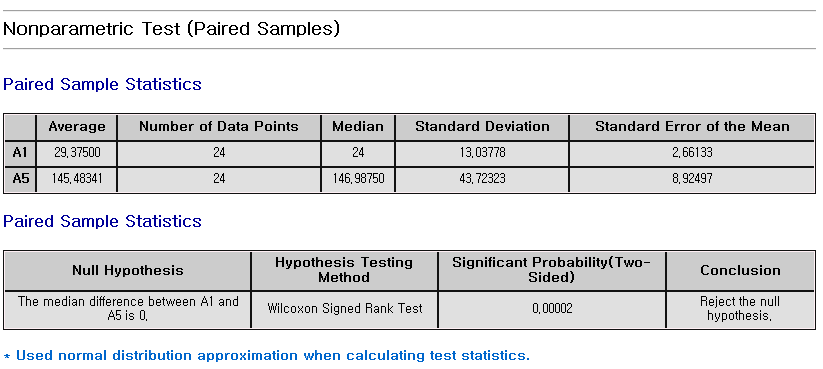 Nonparametric Test (Paired Samples)
Paired Sample Statistics
Average Number of Data Points Median Standard Deviation Standard Error of the Mean
A1 29,37500 24 24 13,03778 2,66133
A5 145,48341 24 146,98750 43,72323 8,92497
Paired Sample Statistics
Null Hypothesis Hypothesis Testing Method Significant Probability(Two-Sided) Conclusion
The median difference between A1 and A5 is 0, Wilcoxon Signed Rank Test 0,00002 Reject the null hypothesis,
* Used normal distribution approximation when calculating test statistics.